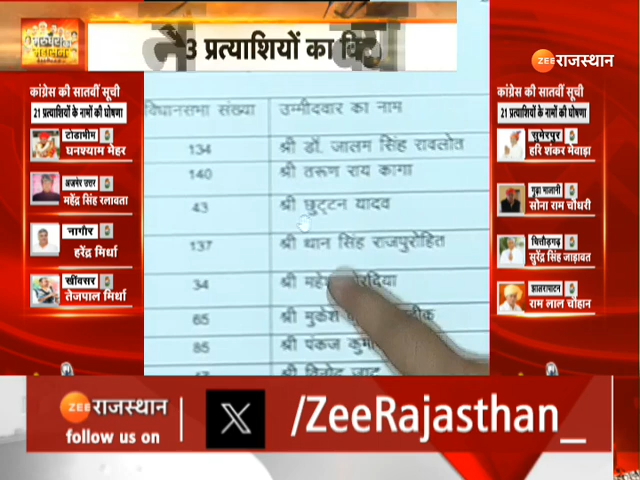 3 प्रत्याशियों का
ZEE राजस्थान
कांग्रेस की सातवीं सूची
21 प्रत्याशियों के नामों की घोषणा
टोडाभीम
घनश्याम मेहर
अजमेर उत्तर
महेंद्र सिंह रलावता
नागौर
हरेंद्र मिर्धा
खींवसर
तेजपाल मिर्धा
विधानसभा संख्या उम्मीदवार का नाम
134 श्री डॉ. जालम सिंह रावलोत
140 श्री तरूण राय कागा
43 श्री छुट्टन यादव
137 श्री थान सिंह राजपुरोहित
34 श्री
65 श्री मुकेश
85 श्री पंकज
श्री विनोद जाट
कांग्रेस की सातवीं सूची
21 प्रत्याशियों के नामों की घोषणा
सुमेरपुर
हरि शंकर मेवाड़ा
गुढ़ा मालानी
सोना राम चौधरी
चित्तौड़गढ़
सुरेंद्र सिंह जाड़ावत
झालरापाटन
राम लाल चौहान
ZEE राजस्थान
follow us on
X /ZeeRajasthan_